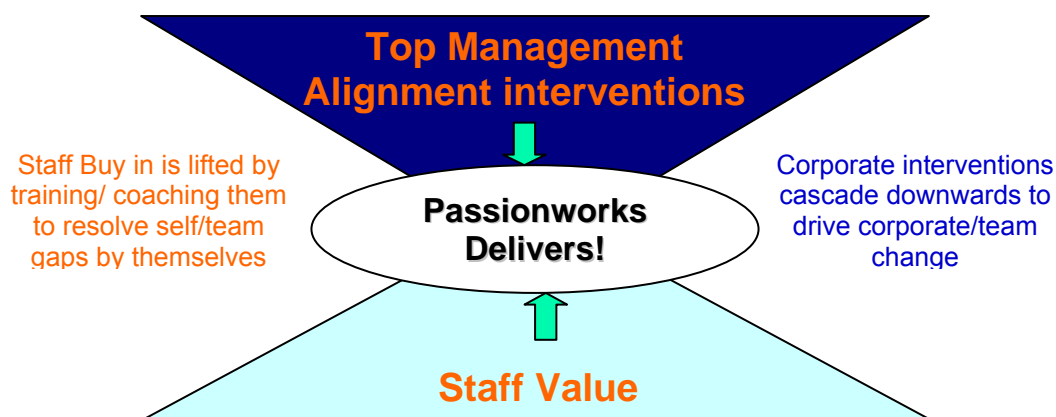 Top Management
Alignment interventions
Staff Buy in is lifted by
training/ coaching them
to resolve self/team
gaps by themselves
Passionworks
Delivers!
Corporate interventions
cascade downwards to
drive corporate/team
change
Staff Value